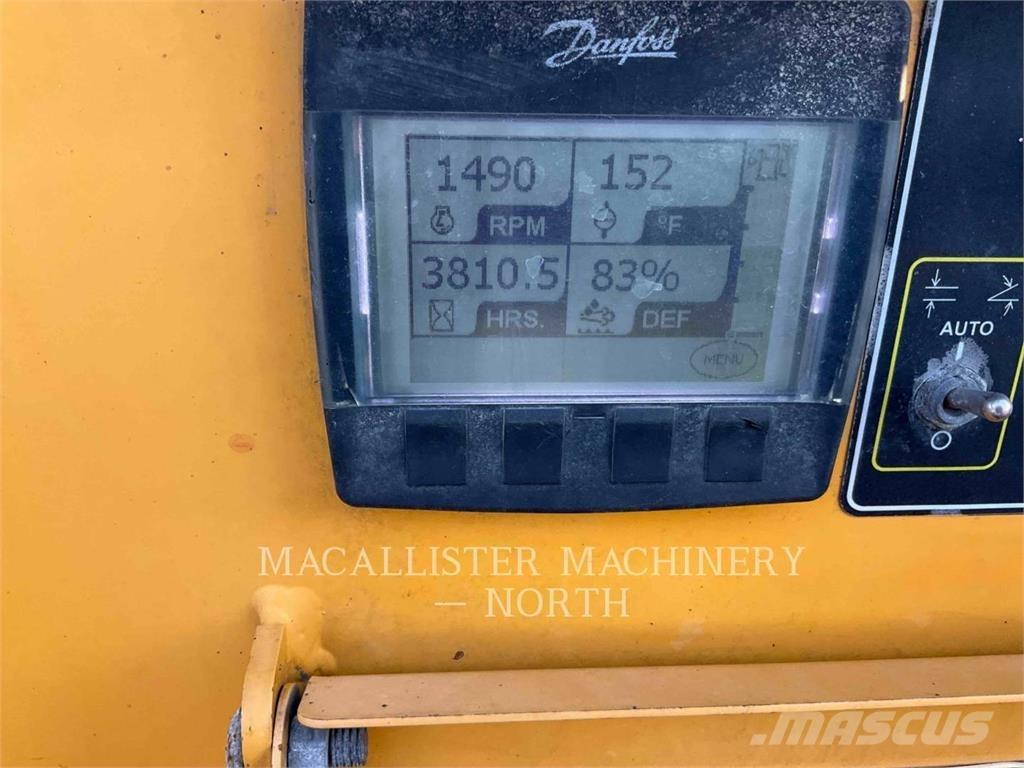 Danfoss
1490
152
RPM
°F
3810.5
83%
HRS.
DEF
MENU
AUTO
MACALLISTER MACHINERY
— NORTH
MASCUS